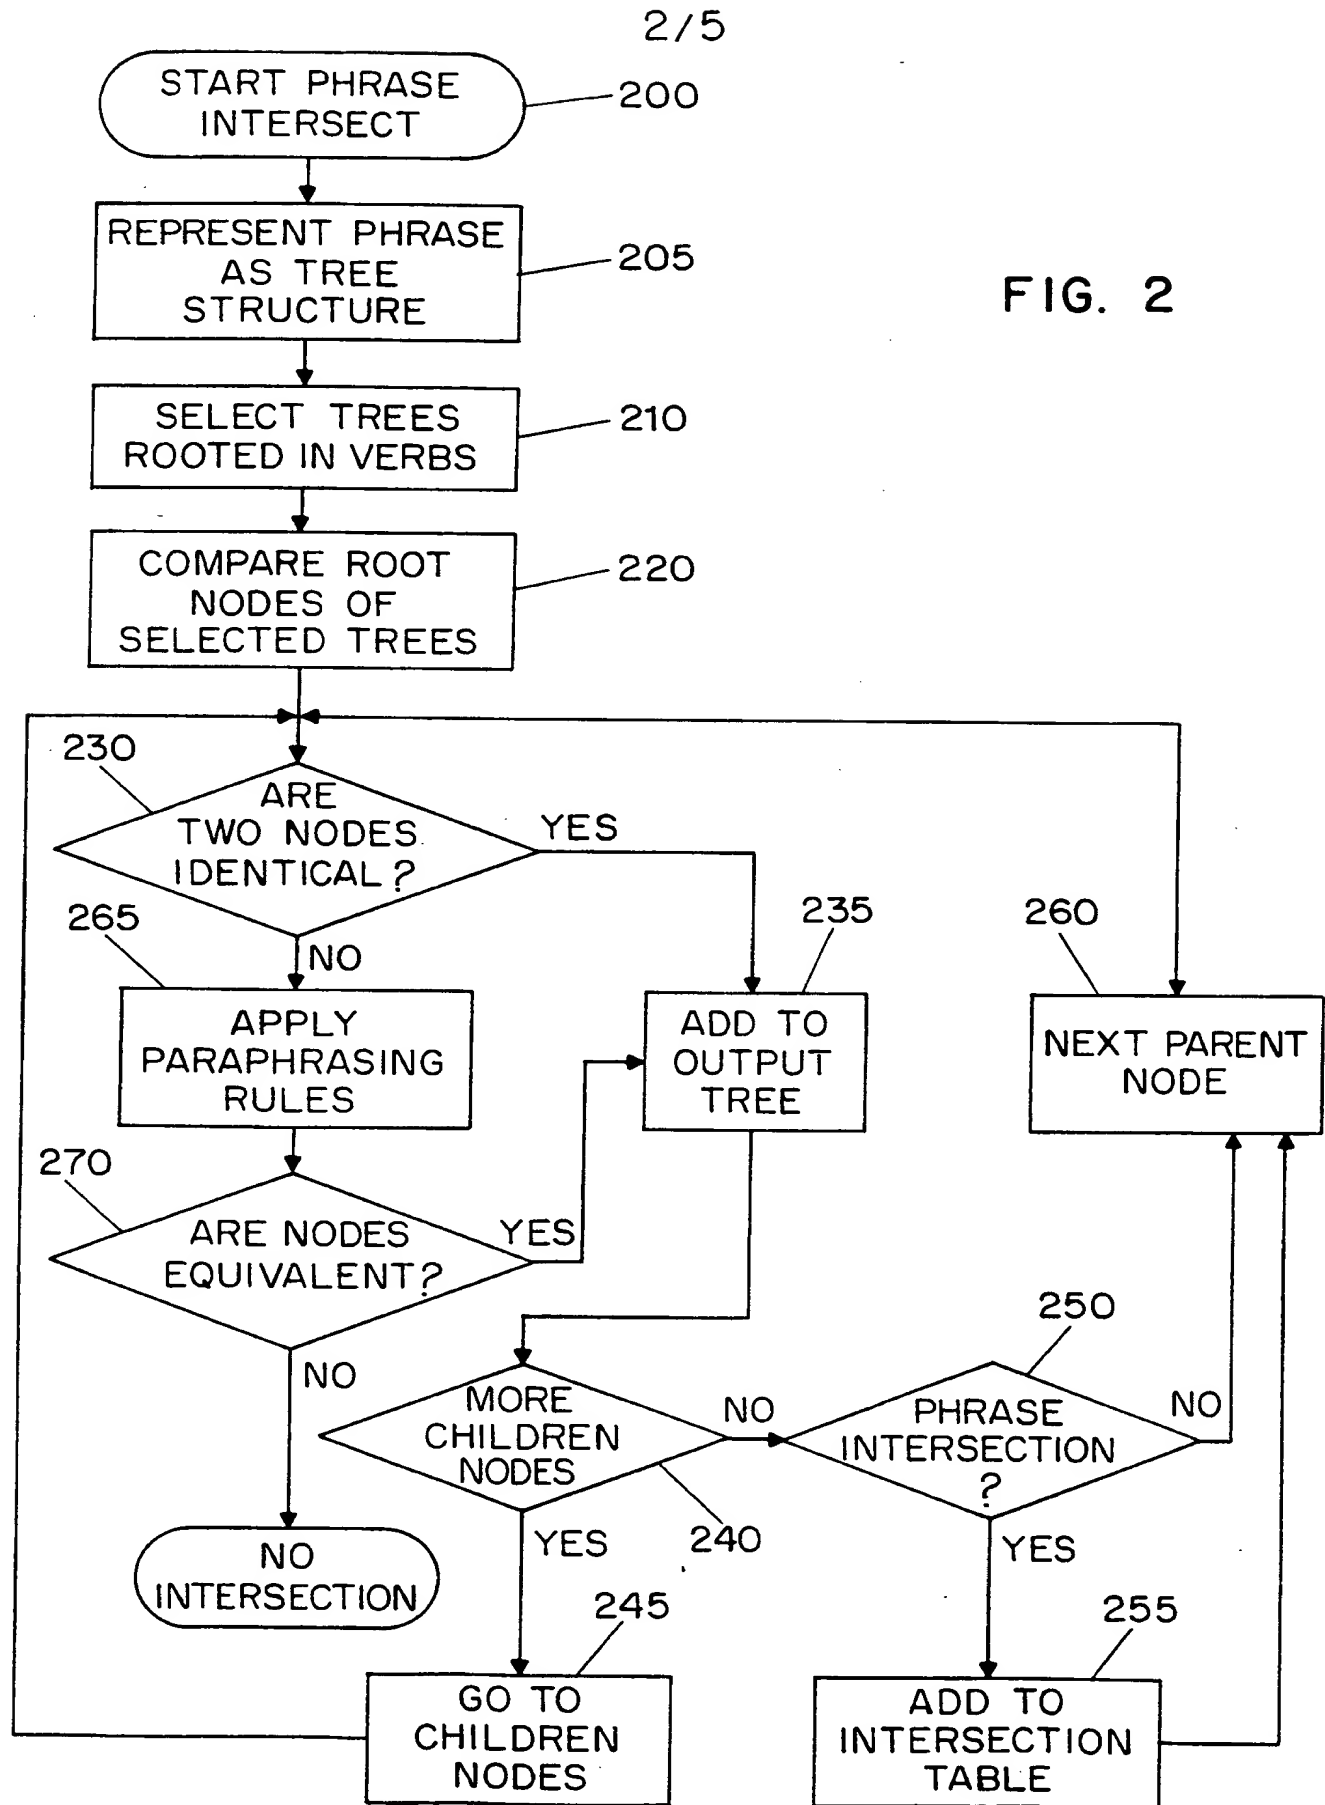 2/5
START PHRASE
INTERSECT
200
REPRESENT PHRASE
AS TREE
STRUCTURE
205
FIG. 2
SELECT TREES
ROOTED IN VERBS
210
COMPARE ROOT
NODES OF
SELECTED TREES
220
230
ARE
TWO NODES
IDENTICAL?
YES
265
NO
235
260
APPLY
PARAPHRASING
RULES
ADD TO
OUTPUT
TREE
NEXT PARENT
NODE
270
ARE NODES
EQUIVALENT?
YES
NO
250
MORE
CHILDREN
NODES
NO
PHRASE
INTERSECTION
?
NO
240
YES
YES
NO
INTERSECTION
245
255
GO TO
CHILDREN
NODES
ADD TO
INTERSECTION
TABLE